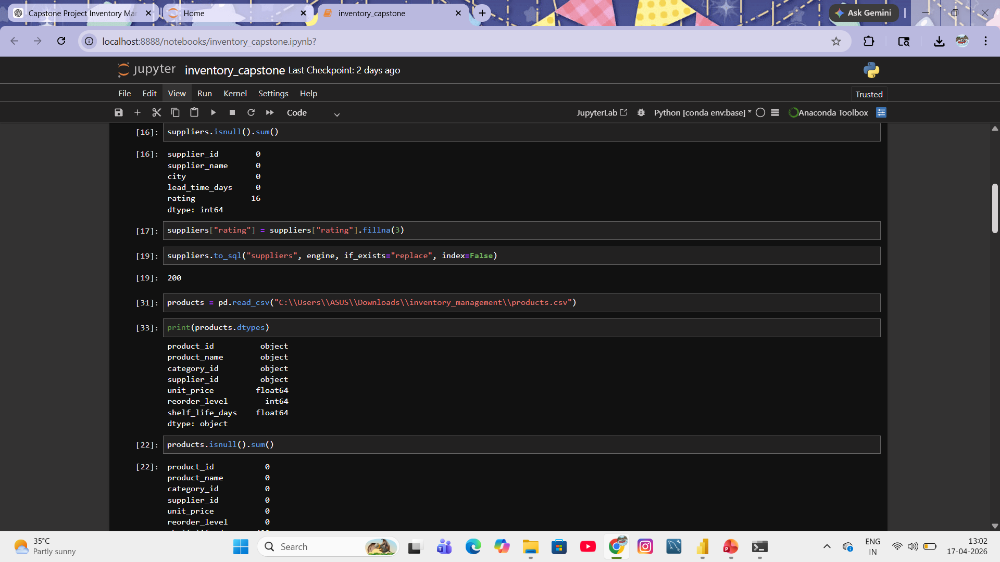 Capstone Project Inventory Mar
Home
inventory_capstone
Ask Gemini
localhost:8888/notebooks/inventory_capstone.ipynb?
jupyter inventory_capstone Last Checkpoint: 2 days ago
File Edit View Run Kernel Settings Help
Trusted
Code
JupyterLab
Python [conda env:base] *
Anaconda Toolbox
[16]: suppliers.isnull().sum()
[16]: supplier_id 0
supplier_name 0
city 0
lead_time_days 0
rating 16
dtype: int64
[17]: suppliers["rating"] = suppliers["rating"].fillna(3)
[19]: suppliers.to_sql("suppliers", engine, if_exists="replace", index=False)
[19]: 200
[31]: products = pd.read_csv("C:\\Users\\ASUS\\Downloads\\inventory_management\\products.csv")
[33]: print(products.dtypes)
product_id object
product_name object
category_id object
supplier_id object
unit_price float64
reorder_level int64
shelf_life_days float64
dtype: object
[22]: products.isnull().sum()
[22]: product_id 0
product_name 0
category_id 0
supplier_id 0
unit_price 0
reorder_level 0
35°C
Partly sunny
Search
ENG
IN
13:02
17-04-2026